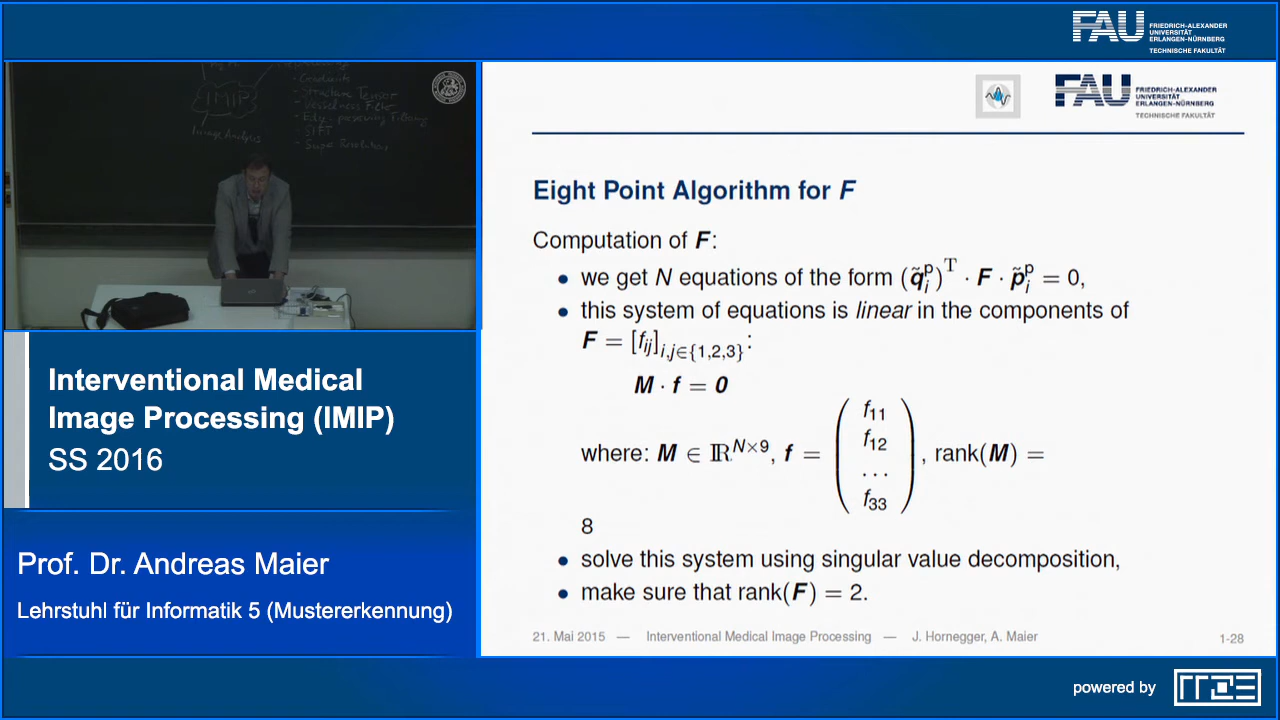 FAU FRIEDRICH-ALEXANDER
UNIVERSITÄT
ERLANGEN-NÜRNBERG
TECHNISCHE FAKULTÄT
IMIP
Image Analysis
- Structure Tensor
- SIFT
- Super Resolution
Interventional Medical
Image Processing (IMIP)
SS 2016
Prof. Dr. Andreas Maier
Lehrstuhl für Informatik 5 (Mustererkennung)
FAU FRIEDRICH-ALEXANDER
UNIVERSITÄT
ERLANGEN-NÜRNBERG
TECHNISCHE FAKULTÄT
Eight Point Algorithm for F
Computation of F:
• we get N equations of the form (q̃ᵢᵖ)ᵀ · F · p̃ᵢᵖ = 0,
• this system of equations is linear in the components of
F = [fᵢⱼ]i,j∈{1,2,3}:
M · f = 0
where: M ∈ ℝᴺˣ⁹, f = ( f₁₁ f₁₂ ... f₃₃ ), rank(M) =
8
• solve this system using singular value decomposition,
• make sure that rank(F) = 2.
21. Mai 2015 — Interventional Medical Image Processing — J. Hornegger, A. Maier 1-28
powered by RRZE